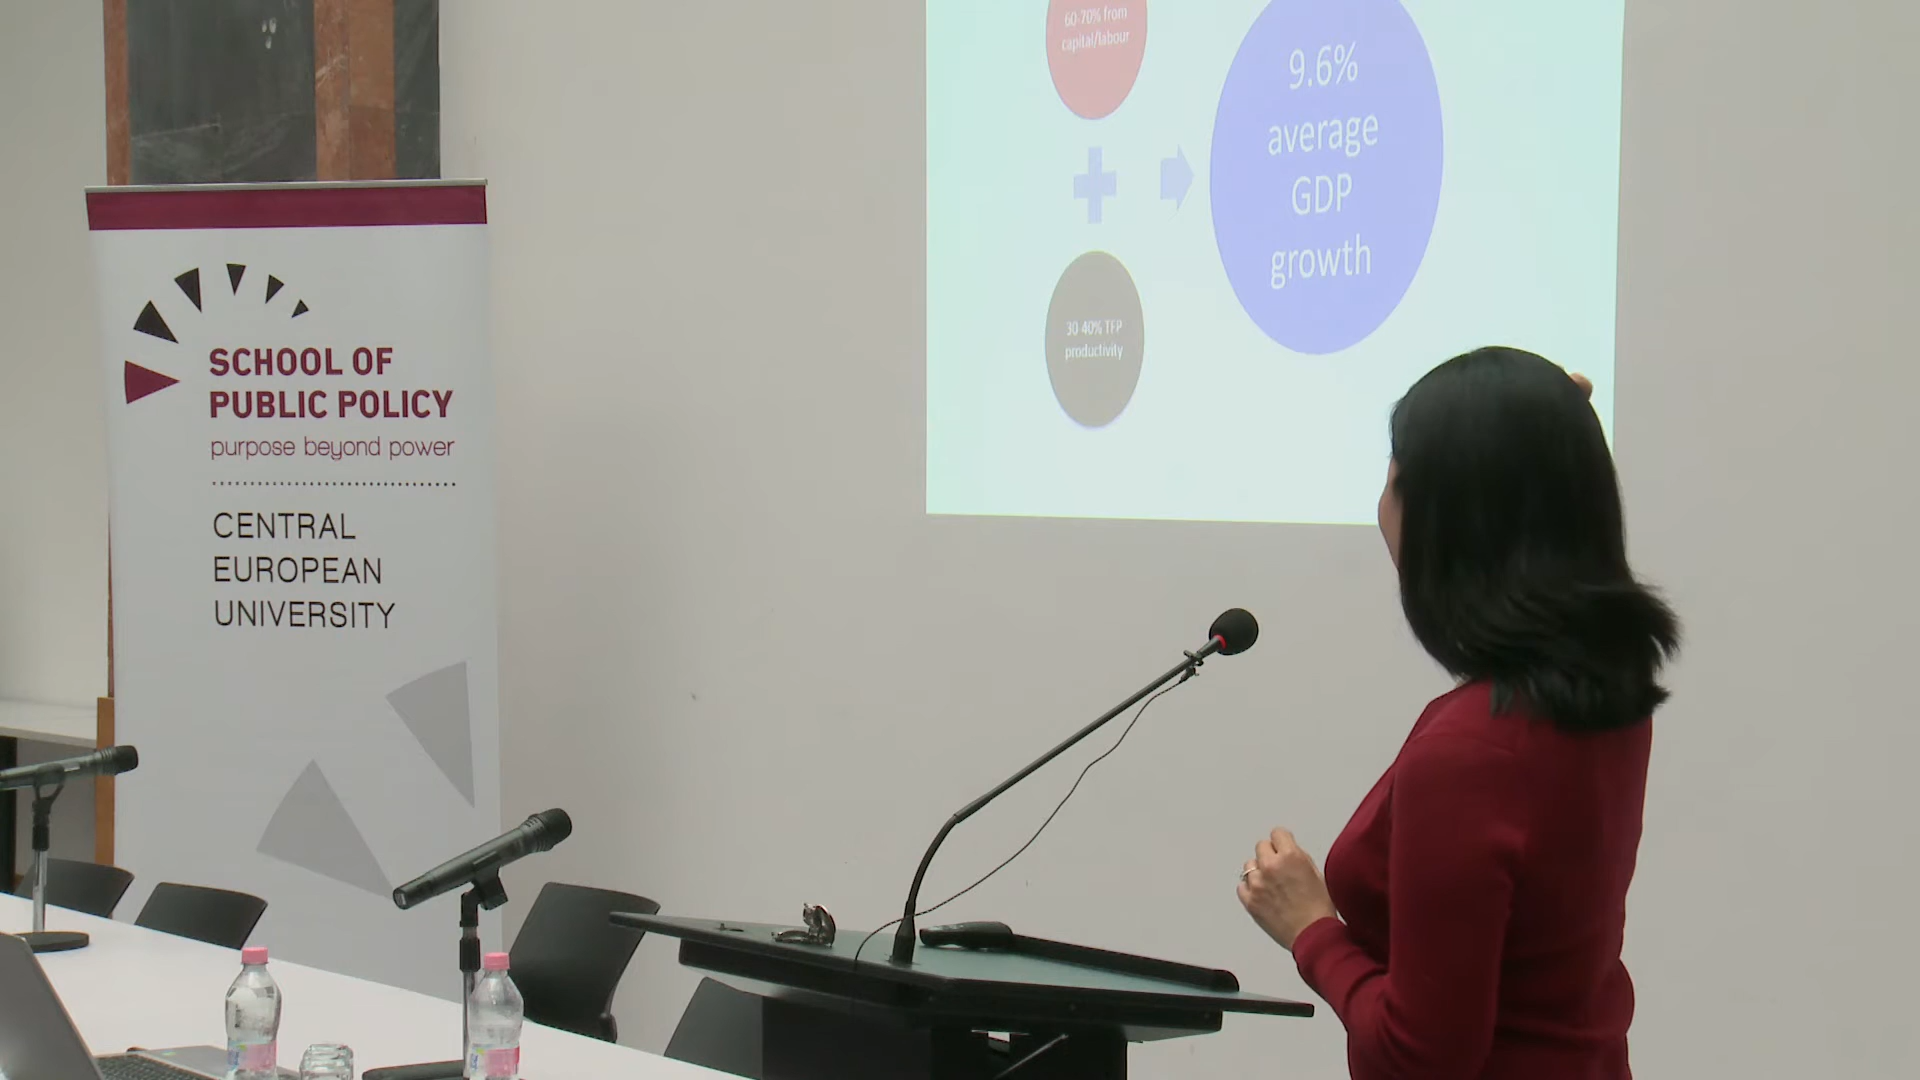 SCHOOL OF
PUBLIC POLICY
purpose beyond power
CENTRAL
EUROPEAN
UNIVERSITY
60-70% from
capital/labour
30-40% TFP
productivity
9.6%
average
GDP
growth